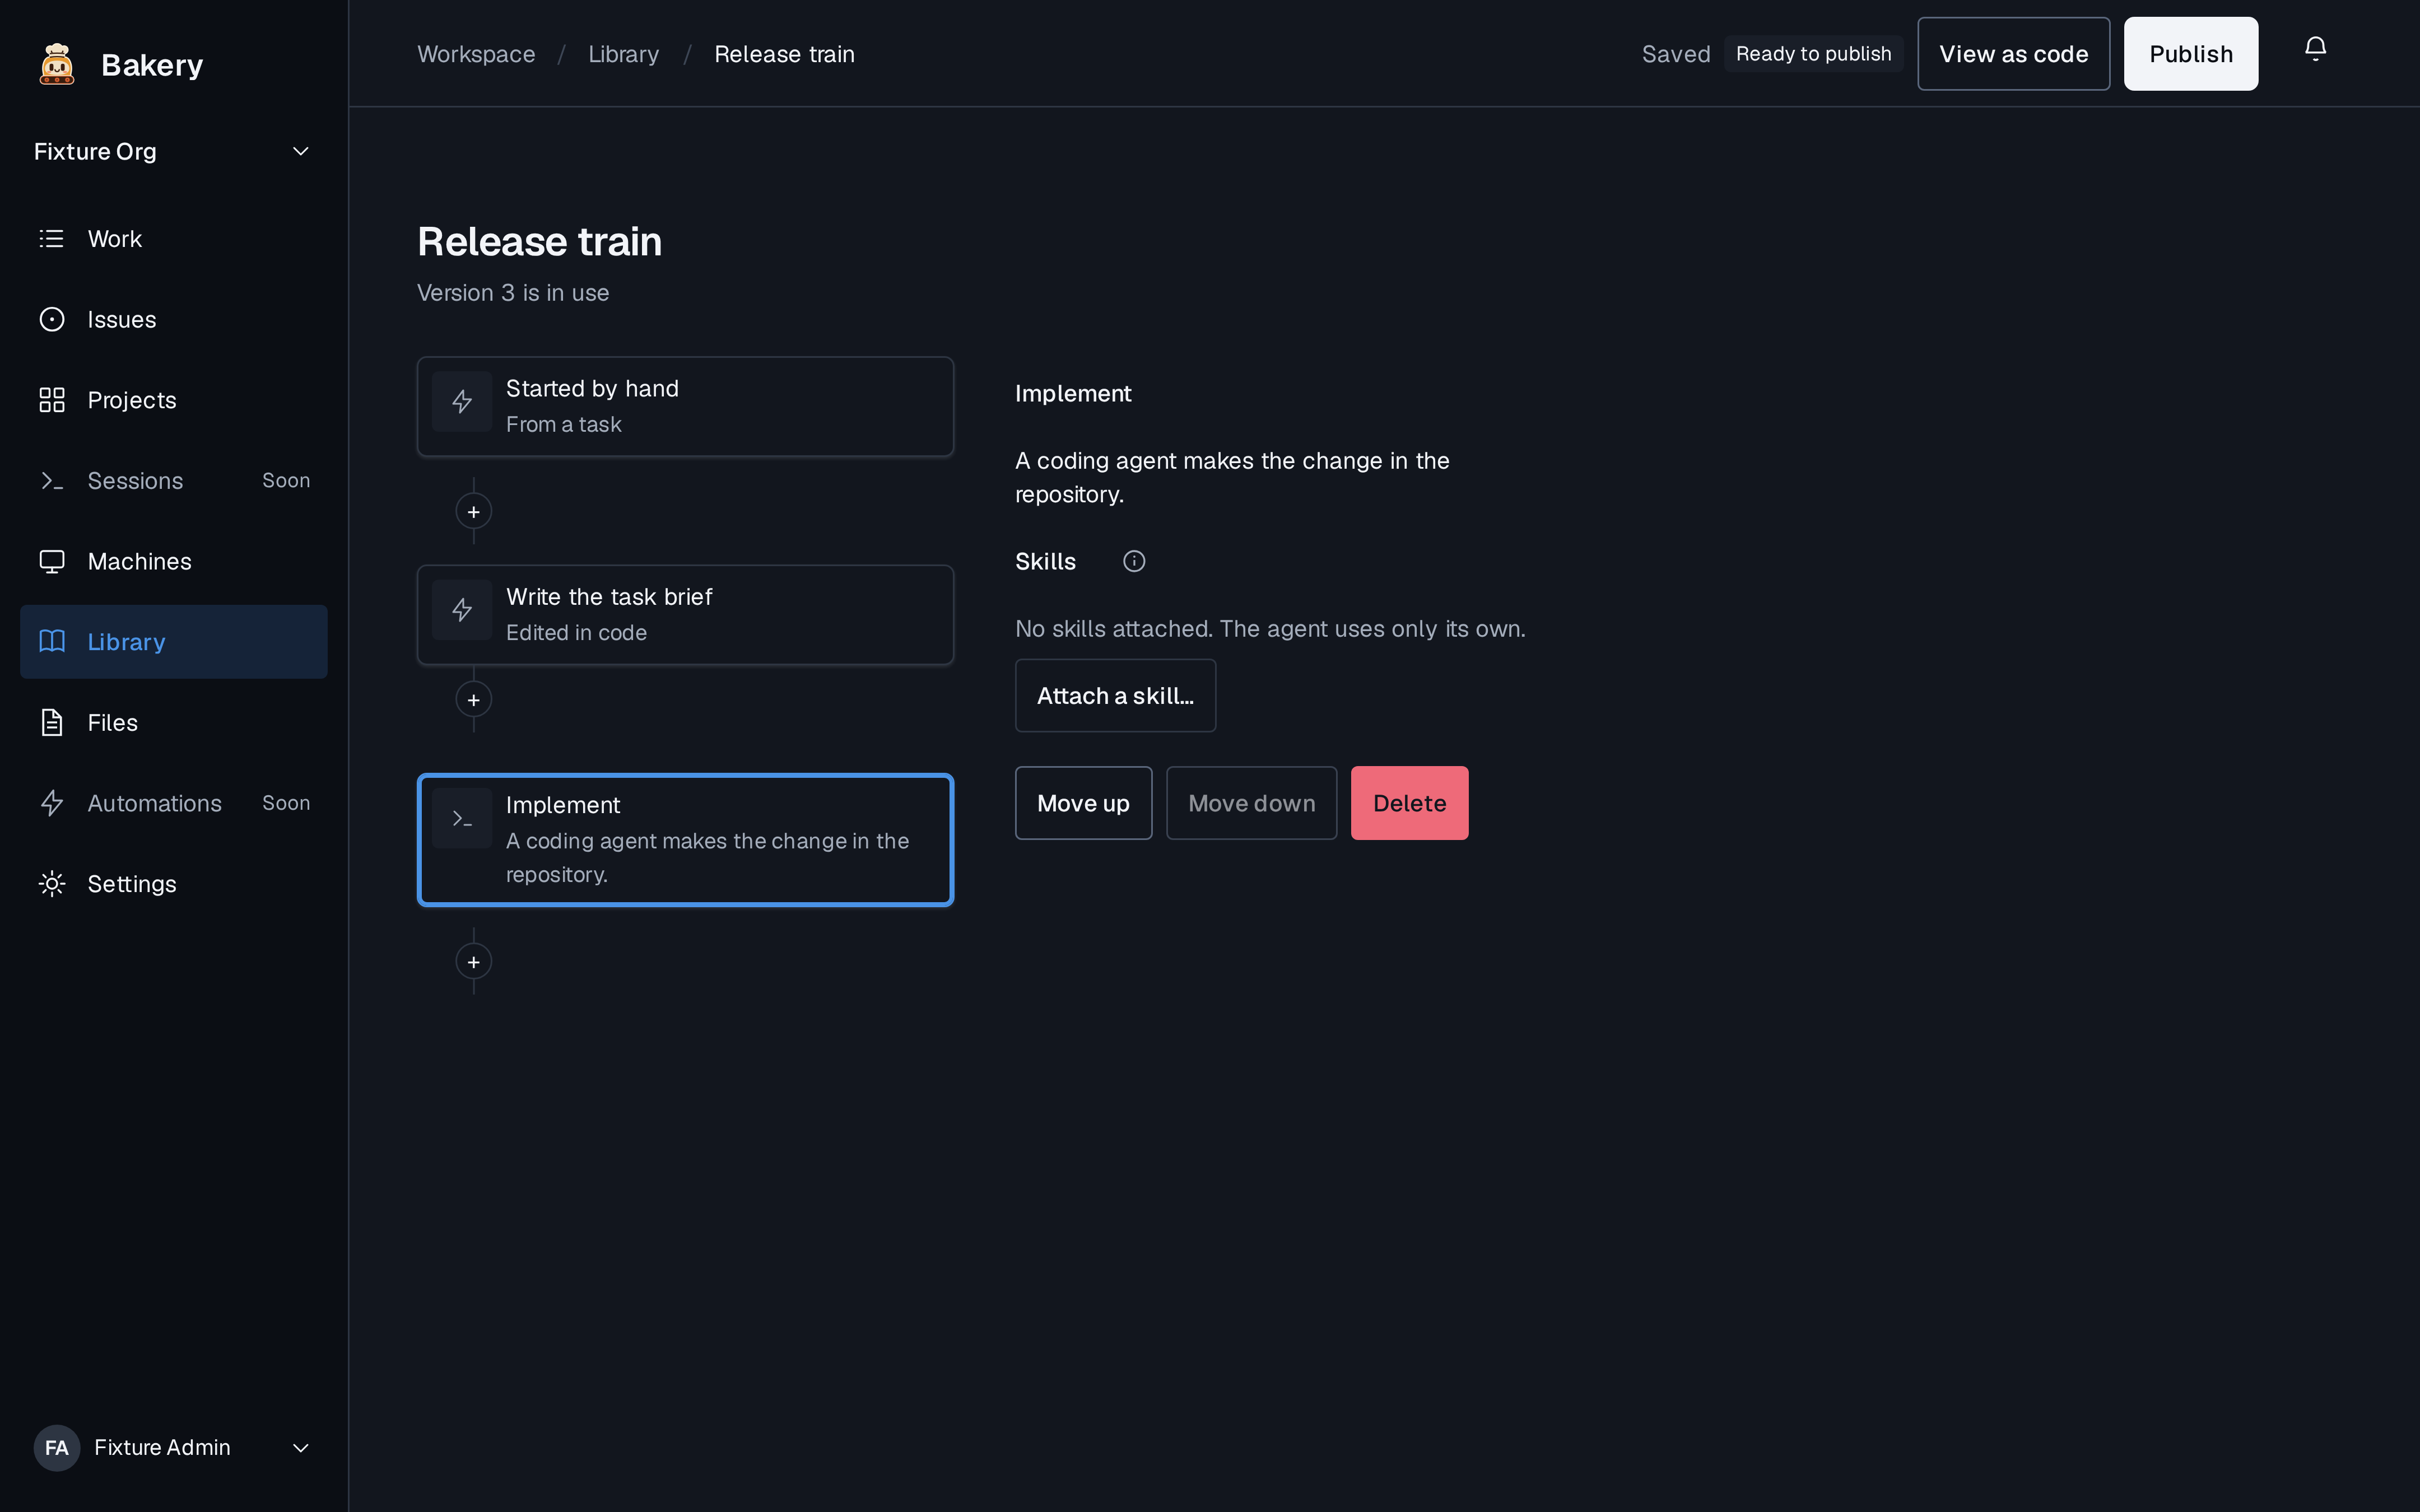 Bakery
Fixture Org
Work
Issues
Projects
Sessions Soon
Machines
Library
Files
Automations Soon
Settings
FA Fixture Admin
Workspace / Library / Release train
Saved Ready to publish View as code Publish
Release train
Version 3 is in use
Started by hand
From a task
+
Write the task brief
Edited in code
+
Implement
A coding agent makes the change in the
repository.
+
Implement
A coding agent makes the change in the
repository.
Skills
No skills attached. The agent uses only its own.
Attach a skill...
Move up Move down Delete